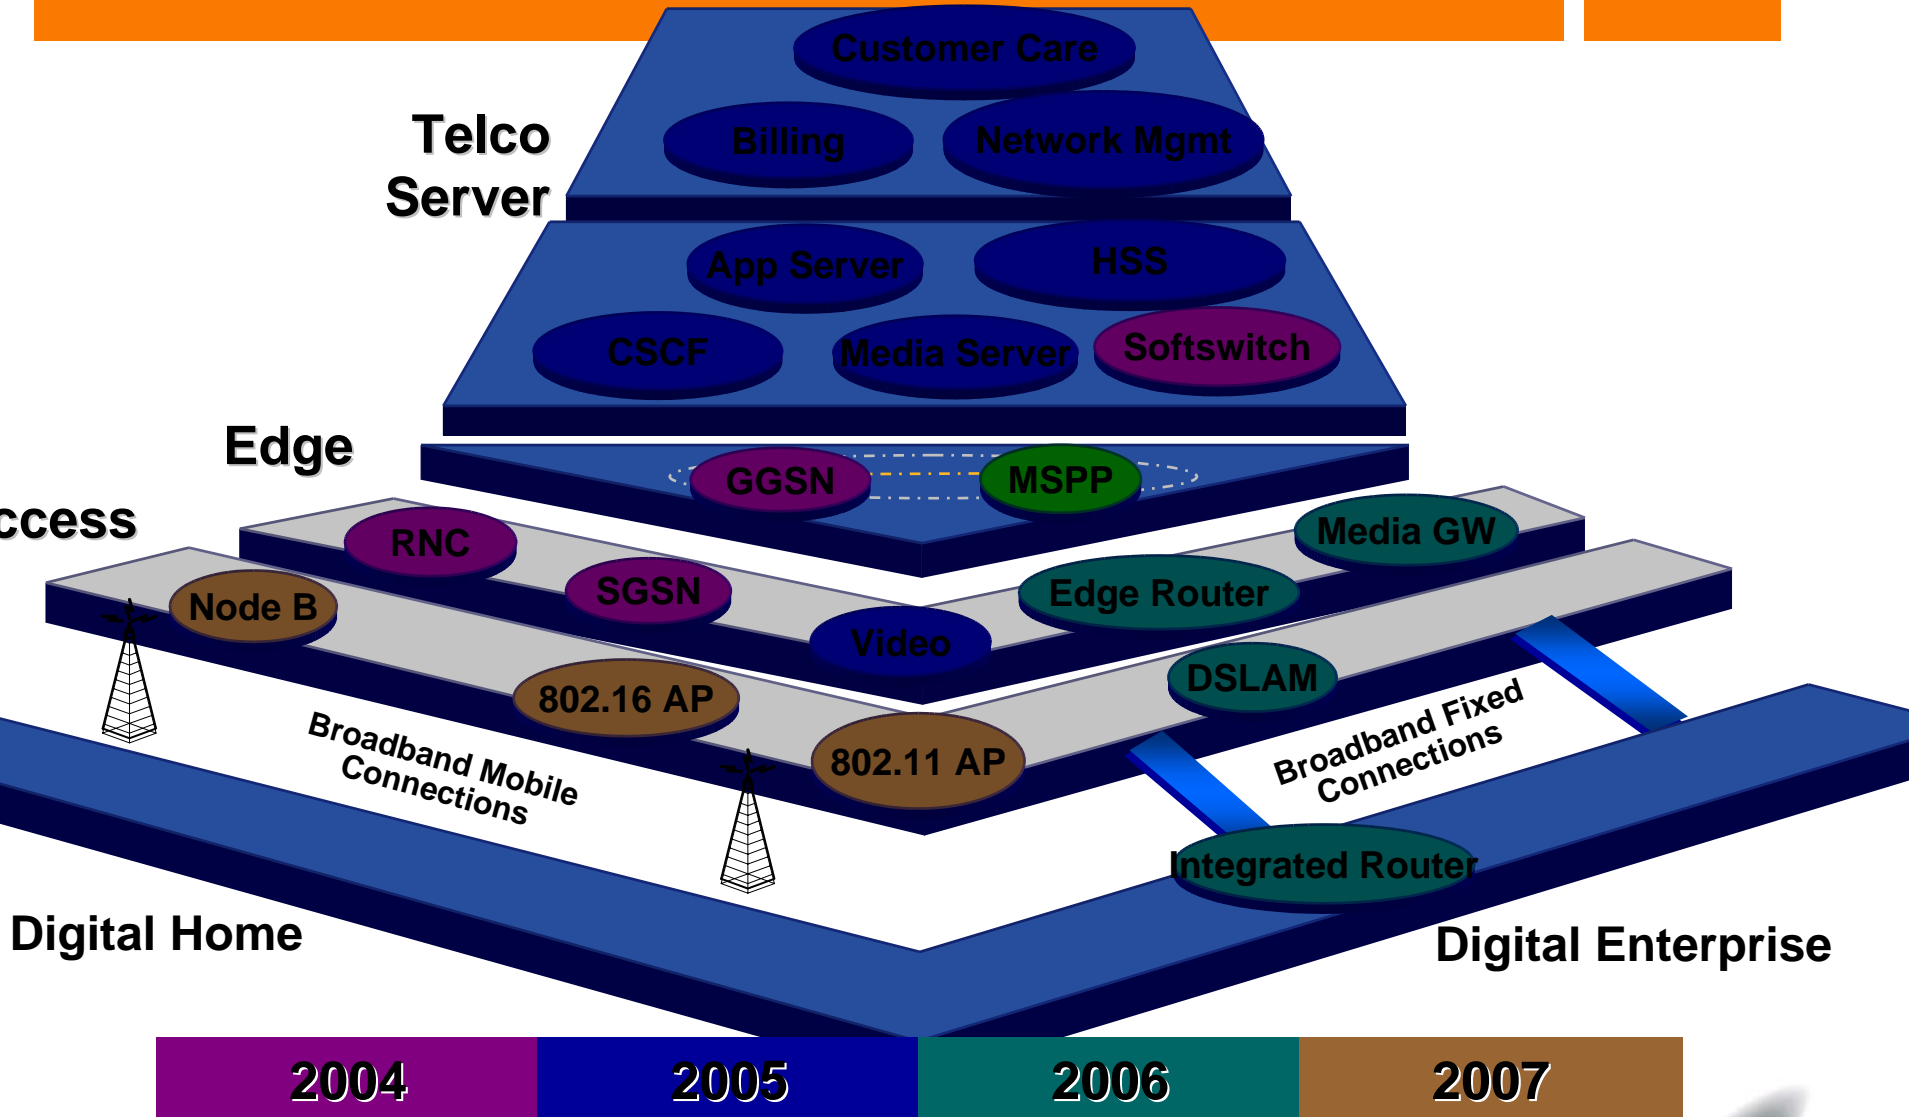 Customer Care
Telco
Server
Billing
Network Mgmt
App Server
HSS
CSCF
Media Server
Softswitch
Edge
GGSN
MSPP
ccess
RNC
Media GW
SGSN
Edge Router
Node B
Video
802.16 AP
DSLAM
802.11 AP
Broadband Mobile
Connections
Broadband Fixed
Connections
Integrated Router
Digital Home
Digital Enterprise
2004
2005
2006
2007